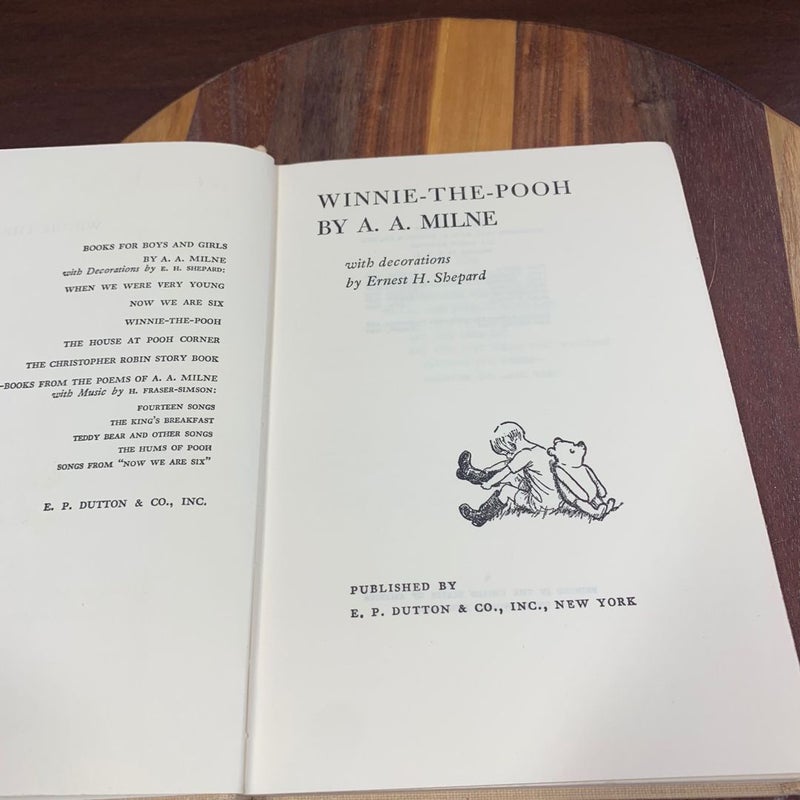 BOOKS FOR BOYS AND GIRLS
BY A. A. MILNE
with Decorations by E. H. SHEPARD:
WHEN WE WERE VERY YOUNG
NOW WE ARE SIX
WINNIE-THE-POOH
THE HOUSE AT POOH CORNER
THE CHRISTOPHER ROBIN STORY BOOK
-BOOKS FROM THE POEMS OF A. A. MILNE
with Music by H. FRASER-SIMSON:
FOURTEEN SONGS
THE KING'S BREAKFAST
TEDDY BEAR AND OTHER SONGS
THE HUMS OF POOH
SONGS FROM "NOW WE ARE SIX"
E. P. DUTTON & CO., INC.
WINNIE-THE-POOH
BY A. A. MILNE
with decorations
by Ernest H. Shepard
PUBLISHED BY
E. P. DUTTON & CO., INC., NEW YORK